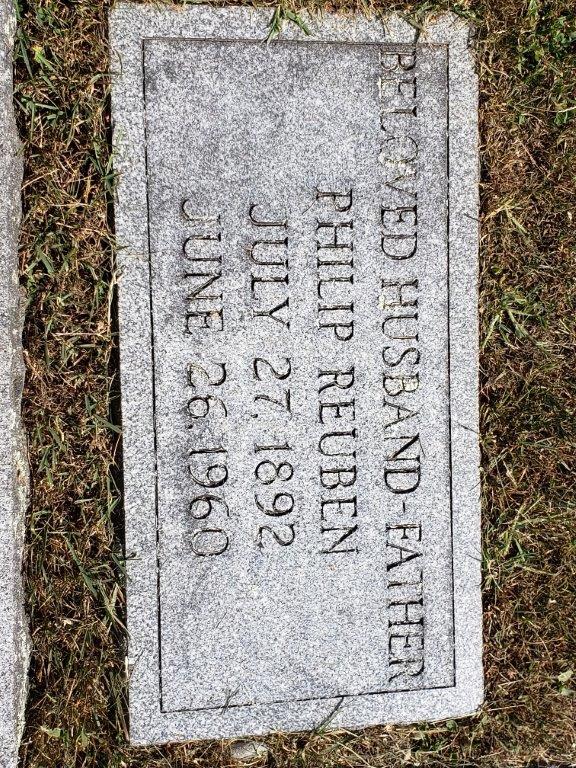 BELOVED HUSBAND-FATHER
PHILIP REUBEN
JULY 27, 1892
JUNE 26, 1960